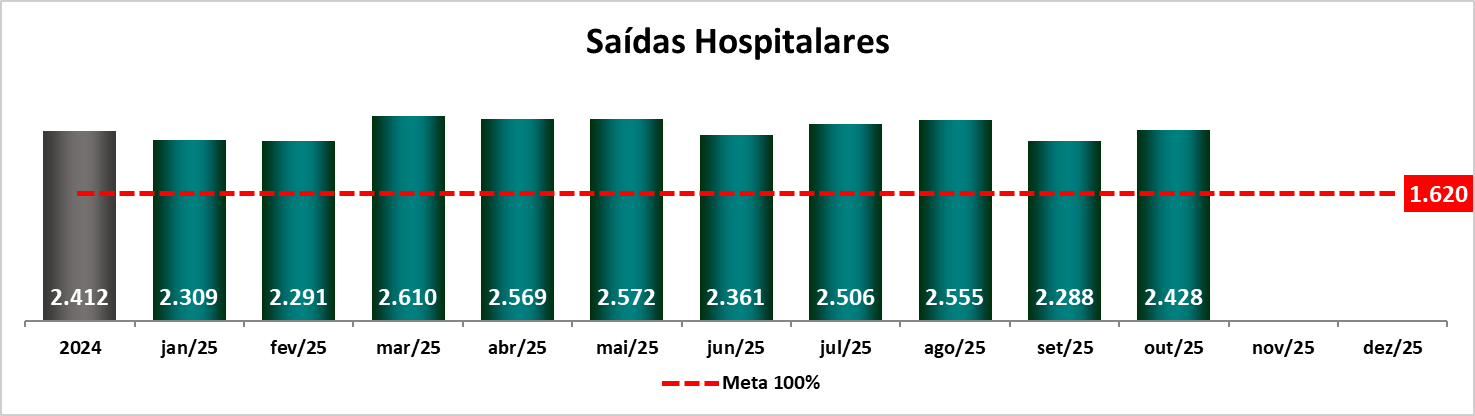 Saídas Hospitalares
1.620
2.412 2.309 2.291 2.610 2.569 2.572 2.361 2.506 2.555 2.288 2.428
2024 jan/25 fev/25 mar/25 abr/25 mai/25 jun/25 jul/25 ago/25 set/25 out/25 nov/25 dez/25
Meta 100%